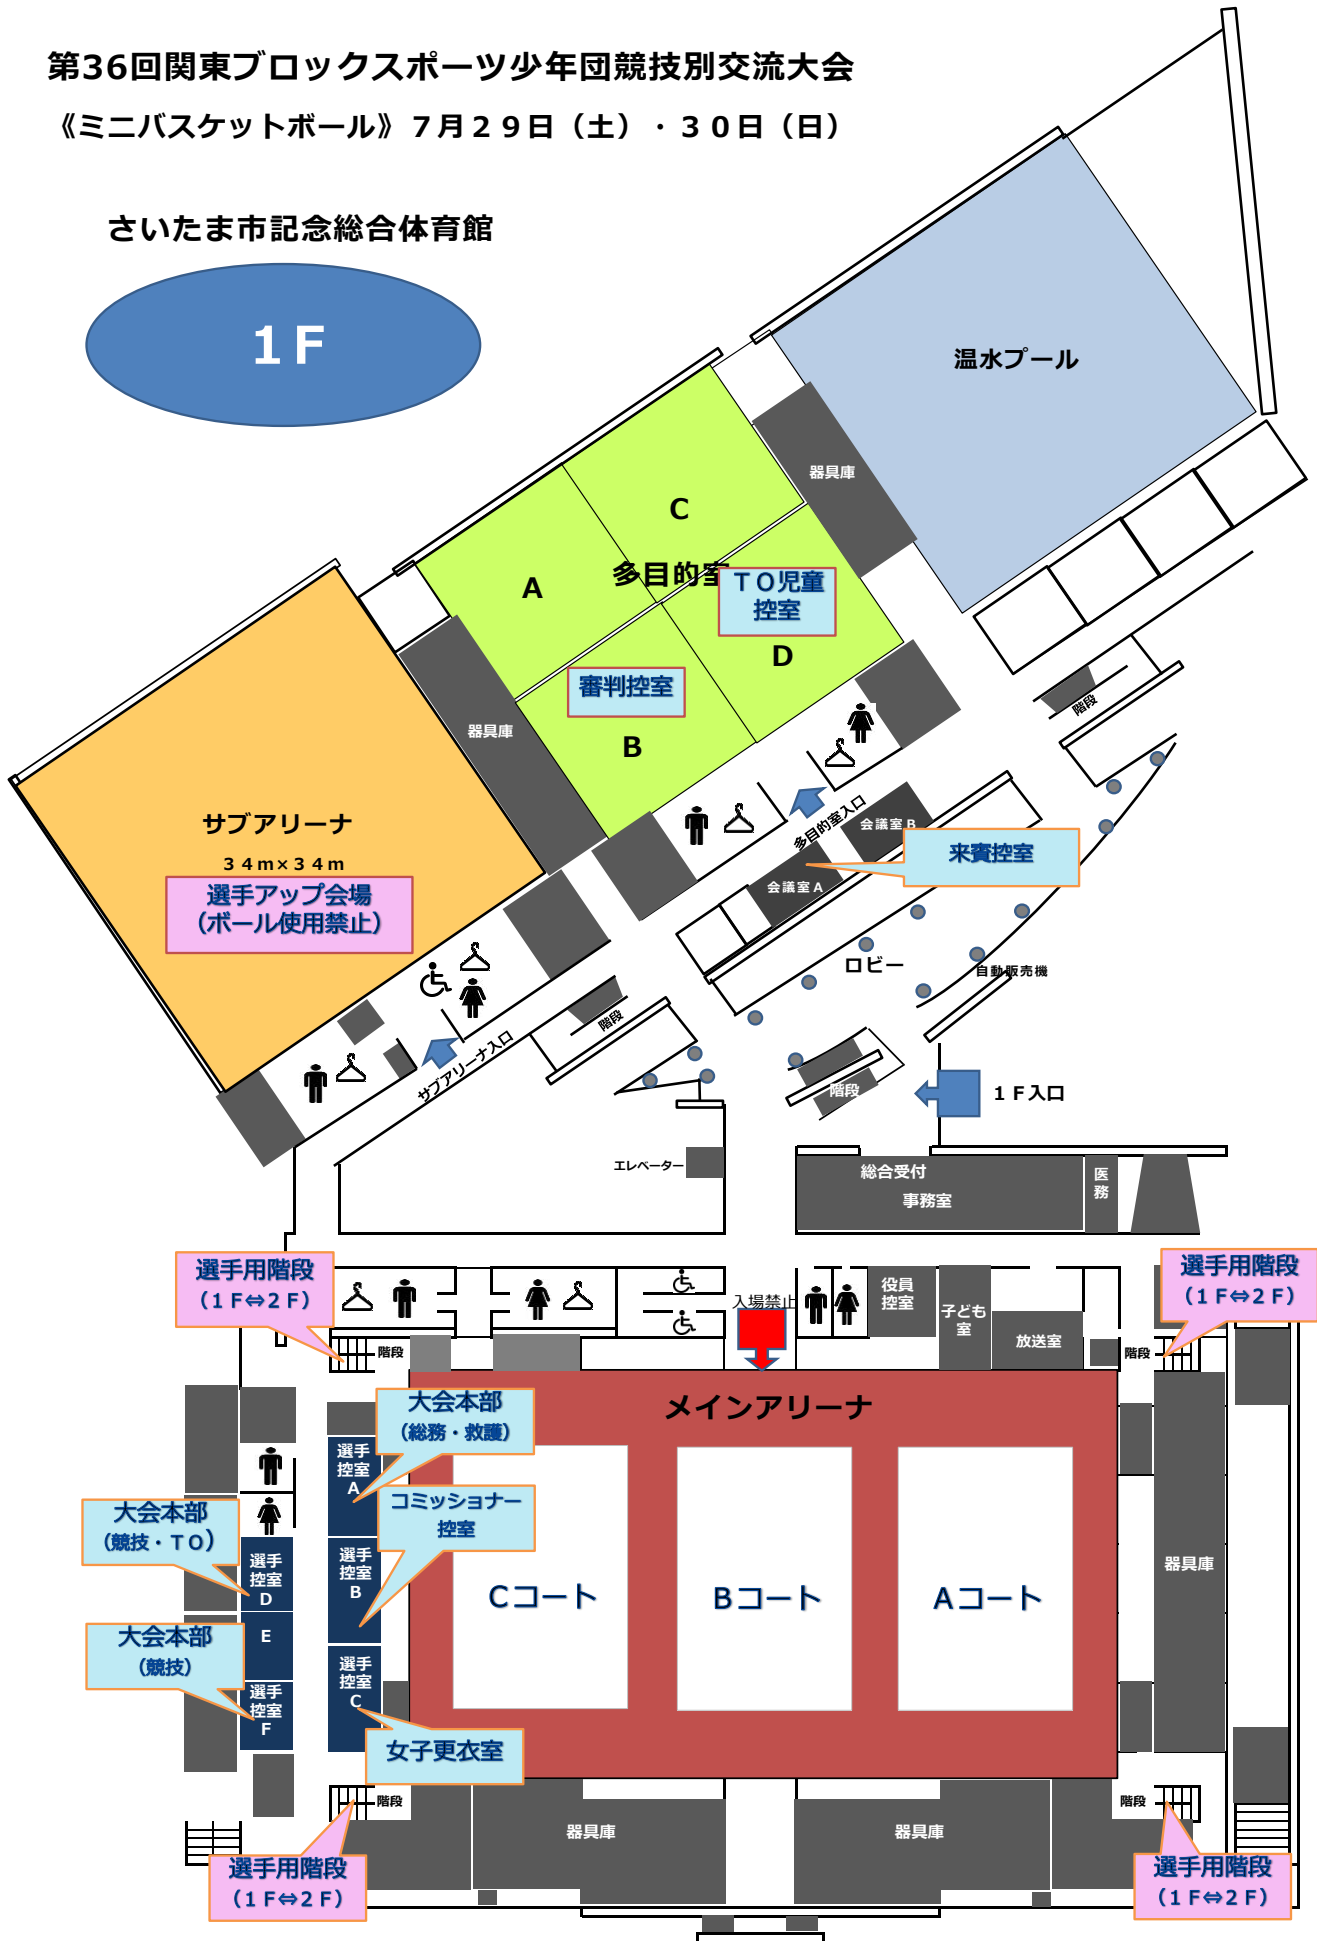 第36回関東ブロックスポーツ少年団競技別交流大会
《ミニバスケットボール》７月２９日（土）・３０日（日）
さいたま市記念総合体育館
１Ｆ
温水プール
器具庫
C
A
多目的室
ＴＯ児童
控室
D
審判控室
B
器具庫
階段
サブアリーナ
３４ｍ×３４ｍ
選手アップ会場
（ボール使用禁止）
多目的室入口
会議室Ｂ
来賓控室
会議室Ａ
ロビー
自動販売機
階段
サブアリーナ入口
階段
１Ｆ入口
エレベーター
総合受付
事務室
医
務
選手用階段
（１Ｆ⇔２Ｆ）
入場禁止
役員
控室
子ども
室
放送室
選手用階段
（１Ｆ⇔２Ｆ）
階段
階段
メインアリーナ
大会本部
（総務・救護）
選手
控室
A
コミッショナー
控室
大会本部
（競技・ＴＯ）
選手
控室
D
選手
控室
B
E
大会本部
（競技）
選手
控室
F
選手
控室
C
女子更衣室
Ｃコート
Ｂコート
Ａコート
器具庫
階段
階段
器具庫
器具庫
選手用階段
（１Ｆ⇔２Ｆ）
選手用階段
（１Ｆ⇔２Ｆ）